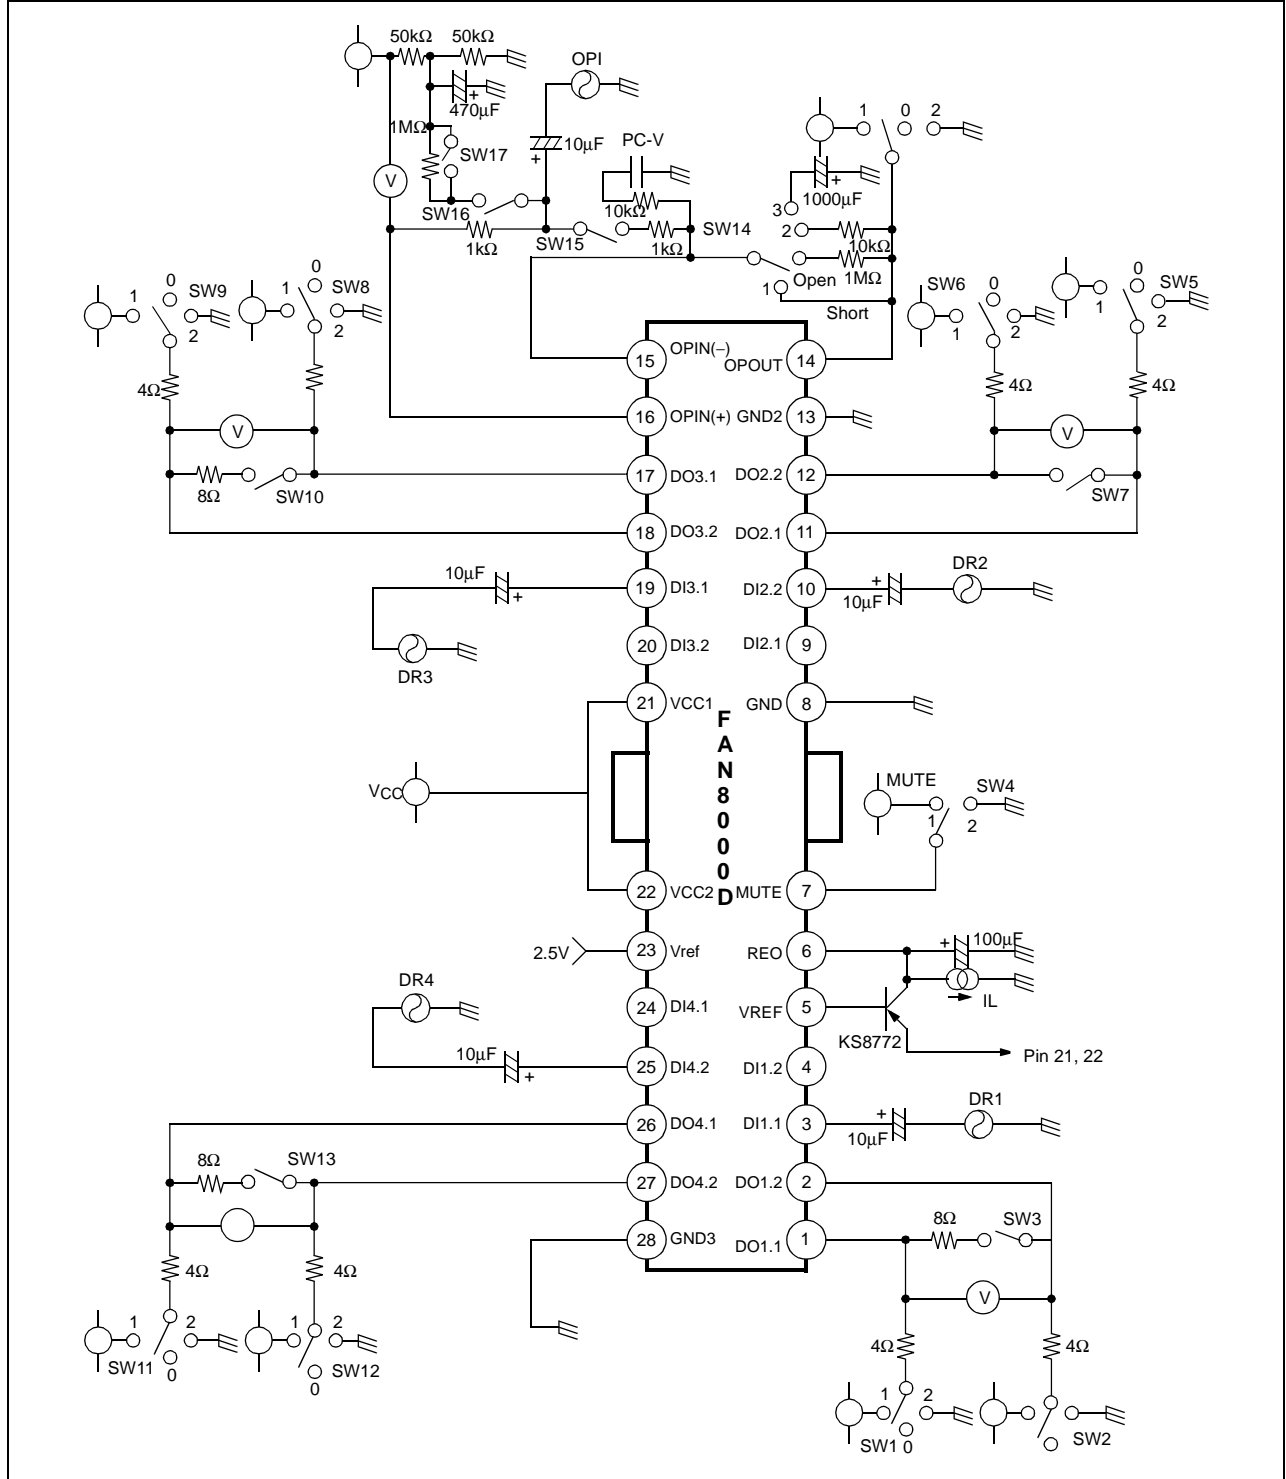 50kΩ 50kΩ
OPI
470μF
1MΩ
SW17
10μF
PC-V
1 0 2
V
1000μF
3
SW16
10kΩ
2
1kΩ
SW15
1kΩ
SW14
10kΩ
Open
1MΩ
1
Short
0
1
SW9
2
0
1
SW8
2
SW6
0
1
2
0
1
SW5
2
4Ω
4Ω
4Ω
V
V
8Ω
SW10
SW7
15 OPIN(−)
OPOUT 14
16 OPIN(+) GND2 13
17 DO3.1 DO2.2 12
18 DO3.2 DO2.1 11
10μF
+
19 DI3.1 DI2.2 10
+
10μF
DR2
DR3
20 DI3.2 DI2.1 9
21 VCC1 GND 8
FAN8000D
VCC
MUTE
SW4
1
2
22 VCC2 MUTE 7
2.5V
23 Vref REO 6
+
100μF
IL
DR4
24 DI4.1 VREF 5
KS8772
Pin 21, 22
10μF
+
25 DI4.2 DI1.2 4
26 DO4.1 DI1.1 3
+
10μF
DR1
8Ω
SW13
27 DO4.2 DO1.2 2
28 GND3 DO1.1 1
8Ω
SW3
4Ω
4Ω
V
1
2
SW11
0
1
2
SW12
0
4Ω
4Ω
1
2
SW1 0
SW2